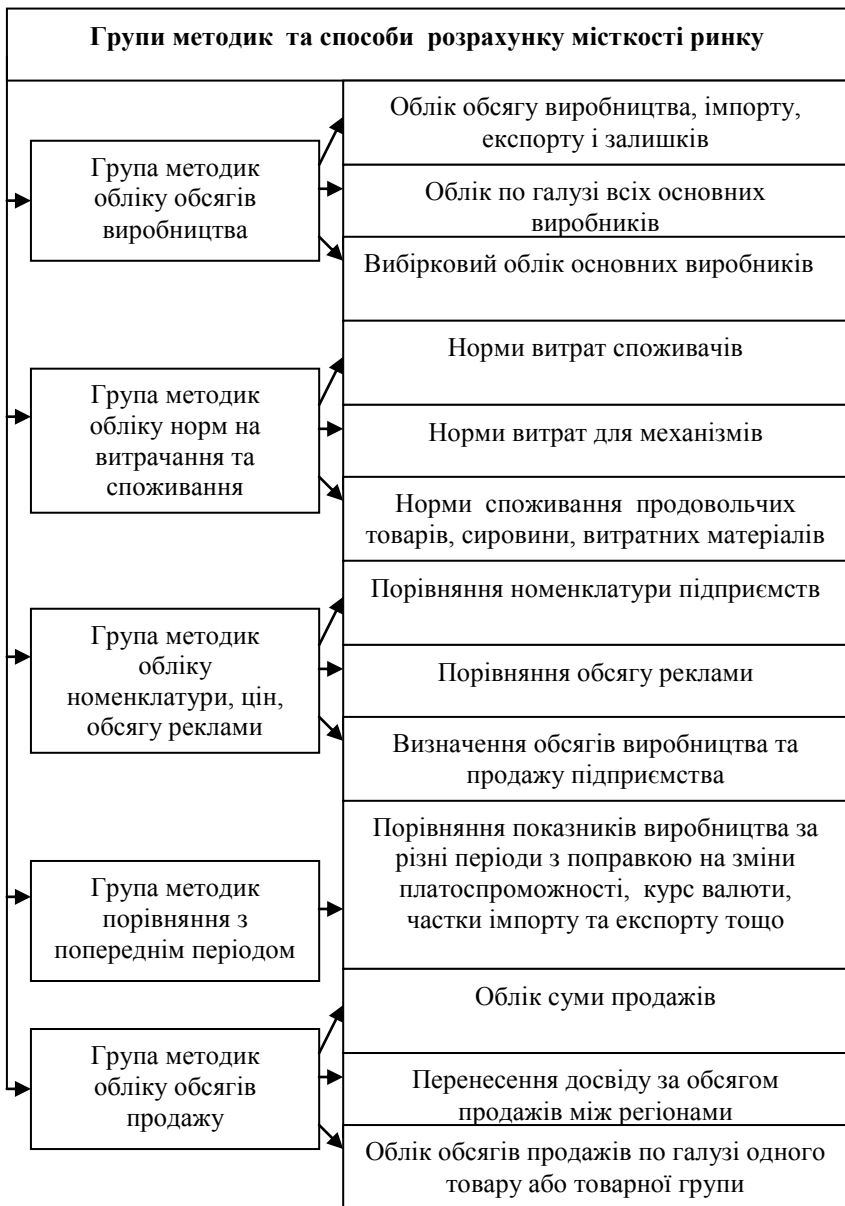 Групи методик та способи розрахунку місткості ринку
Група методик
обліку обсягів
виробництва
Облік обсягу виробництва, імпорту,
експорту і залишків
Облік по галузі всіх основних
виробників
Вибірковий облік основних виробників
Група методик
обліку норм на
витрачання та
споживання
Норми витрат споживачів
Норми витрат для механізмів
Норми споживання продовольчих
товарів, сировини, витратних матеріалів
Група методик
обліку
номенклатури, цін,
обсягу реклами
Порівняння номенклатури підприємств
Порівняння обсягу реклами
Визначення обсягів виробництва та
продажу підприємства
Група методик
порівняння з
попереднім періодом
Порівняння показників виробництва за
різні періоди з поправкою на зміни
платоспроможності, курс валюти,
частки імпорту та експорту тощо
Група методик
обліку обсягів
продажу
Облік суми продажів
Перенесення досвіду за обсягом
продажів між регіонами
Облік обсягів продажів по галузі одного
товару або товарної групи